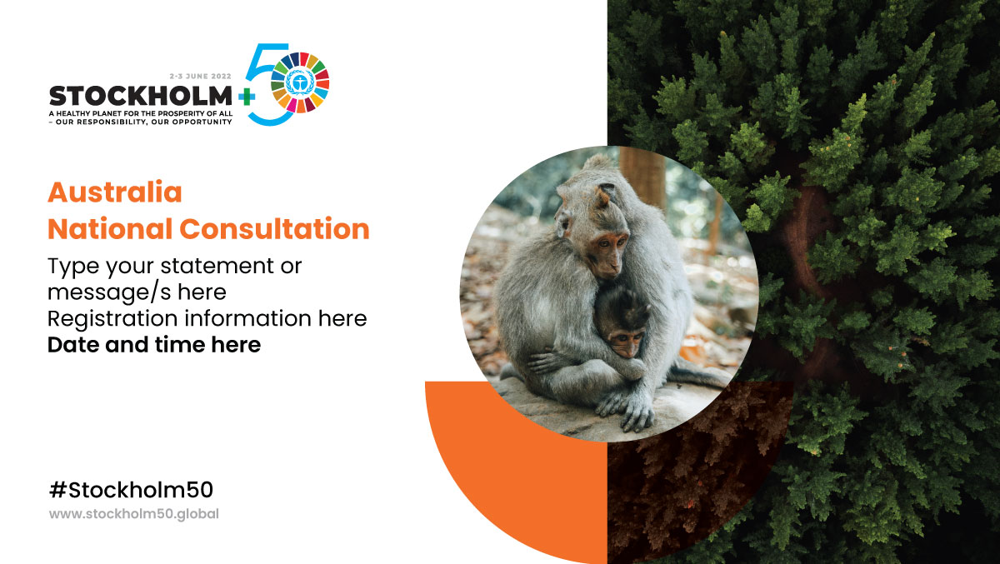 2-3 JUNE 2022
STOCKHOLM+50
A HEALTHY PLANET FOR THE PROSPERITY OF ALL
– OUR RESPONSIBILITY, OUR OPPORTUNITY
Australia
National Consultation
Type your statement or
message/s here
Registration information here
Date and time here
#Stockholm50
www.stockholm50.global